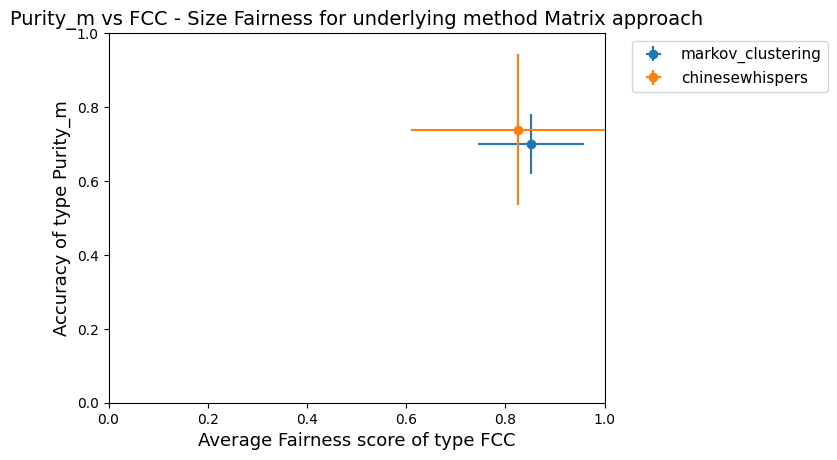 Purity_m vs FCC - Size Fairness for underlying method Matrix approach
markov_clustering
chinesewhispers
Accuracy of type Purity_m
1.0
0.8
0.6
0.4
0.2
0.0
0.0 0.2 0.4 0.6 0.8 1.0
Average Fairness score of type FCC